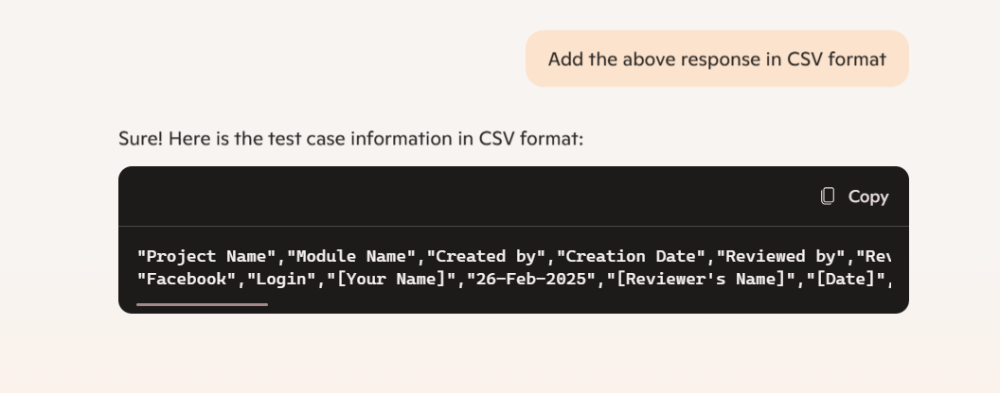 Add the above response in CSV format
Sure! Here is the test case information in CSV format:
Copy
"Project Name","Module Name","Created by","Creation Date","Reviewed by","Rev
"Facebook","Login","[Your Name]","26-Feb-2025","[Reviewer's Name]","[Date]",